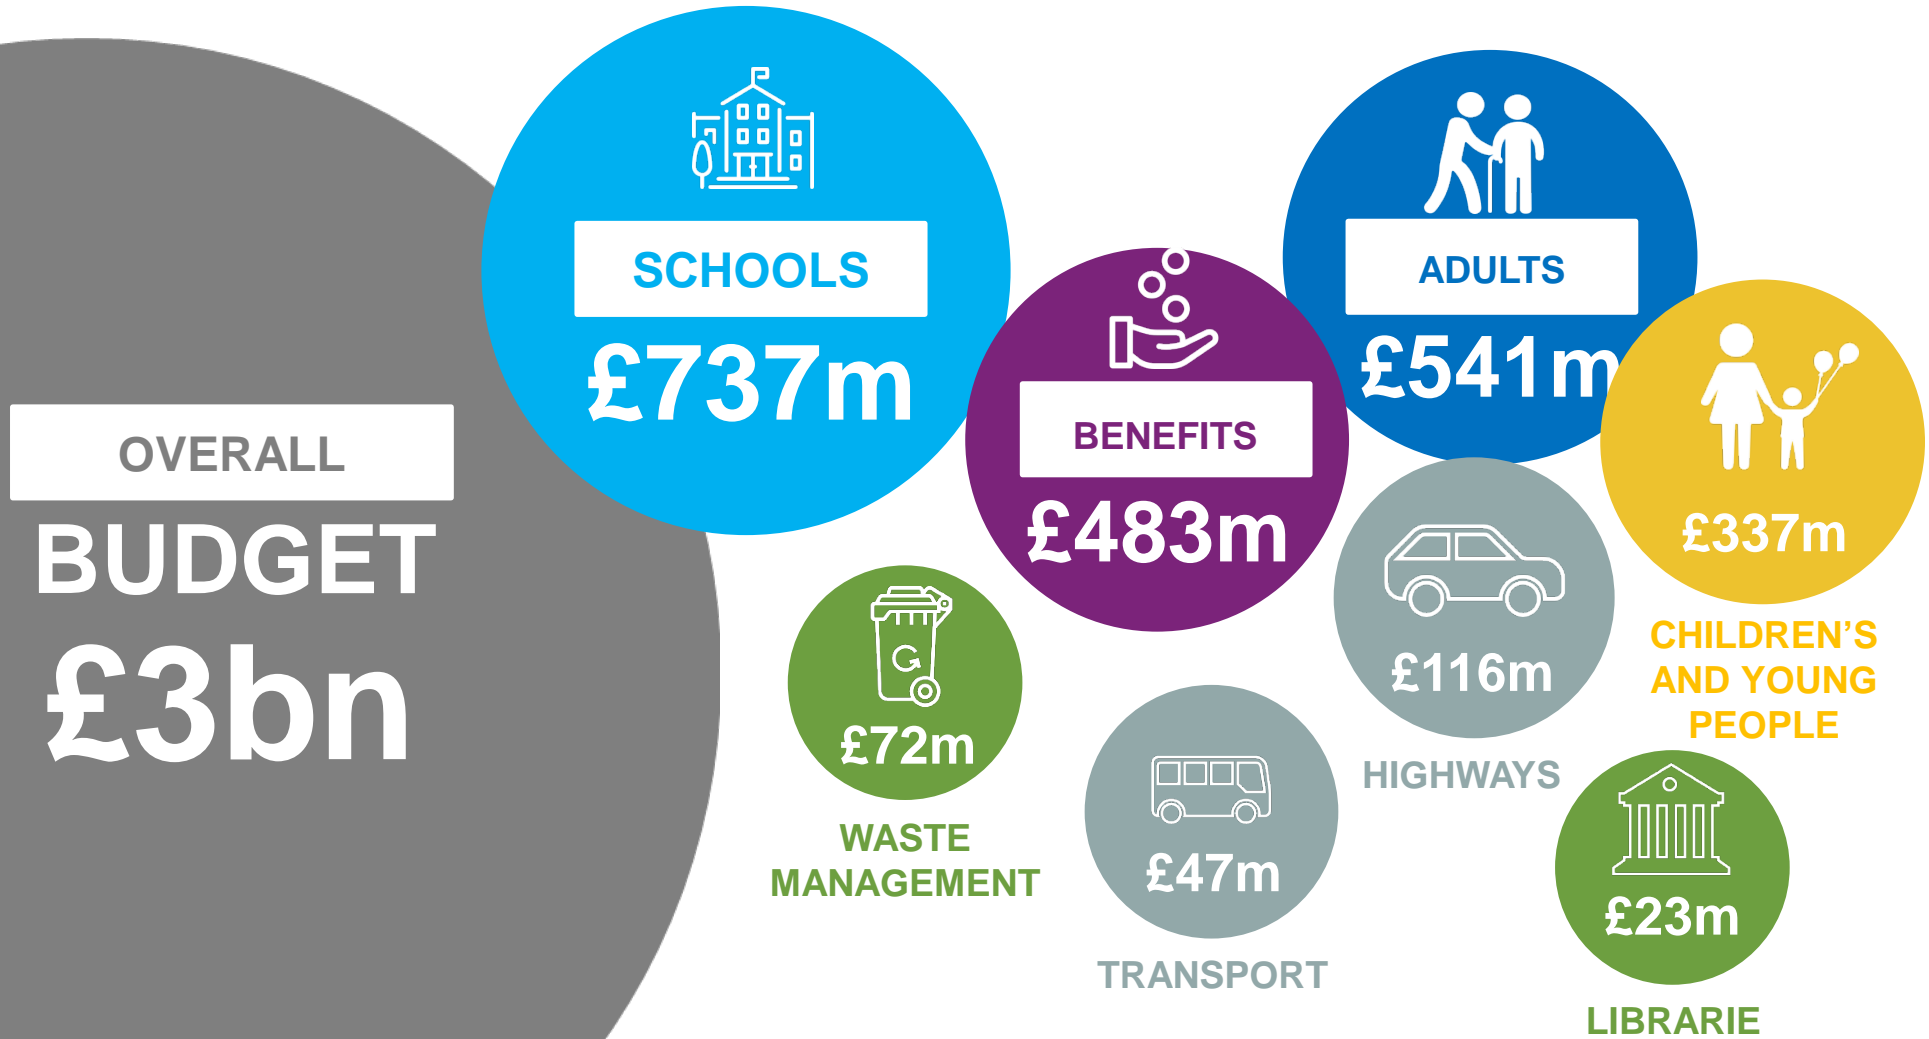 OVERALL
BUDGET
£3bn
SCHOOLS
£737m
BENEFITS
£483m
ADULTS
£541m
£337m
CHILDREN’S
AND YOUNG
PEOPLE
£116m
HIGHWAYS
£72m
WASTE
MANAGEMENT
£47m
TRANSPORT
£23m
LIBRARIE